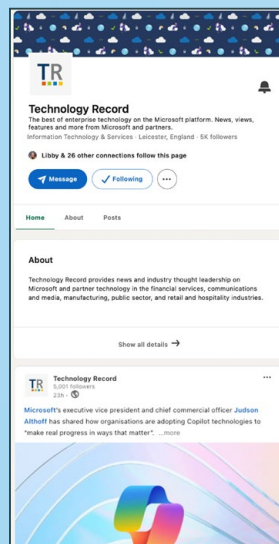 TR
Technology Record
The best of enterprise technology on the Microsoft platform. News, views,
features and more from Microsoft and partners.
Information Technology & Services · Leicester, England · 5K followers
Libby & 26 other connections follow this page
Message
Following
Home About Posts
About
Technology Record provides news and industry thought leadership on
Microsoft and partner technology in the financial services, communications
and media, manufacturing, public sector, and retail and hospitality industries.
Show all details →
TR
Technology Record
5,001 followers
23h ·
Microsoft's executive vice president and chief commercial officer Judson
Althoff has shared how organisations are adopting Copilot technologies to
"make real progress in ways that matter". ...more